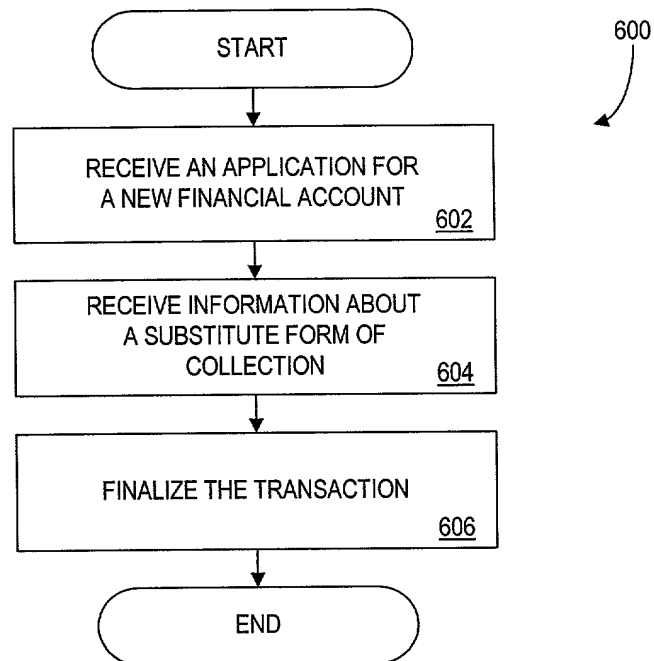 START
600
RECEIVE AN APPLICATION FOR
A NEW FINANCIAL ACCOUNT
602
RECEIVE INFORMATION ABOUT
A SUBSTITUTE FORM OF
COLLECTION
604
FINALIZE THE TRANSACTION
606
END